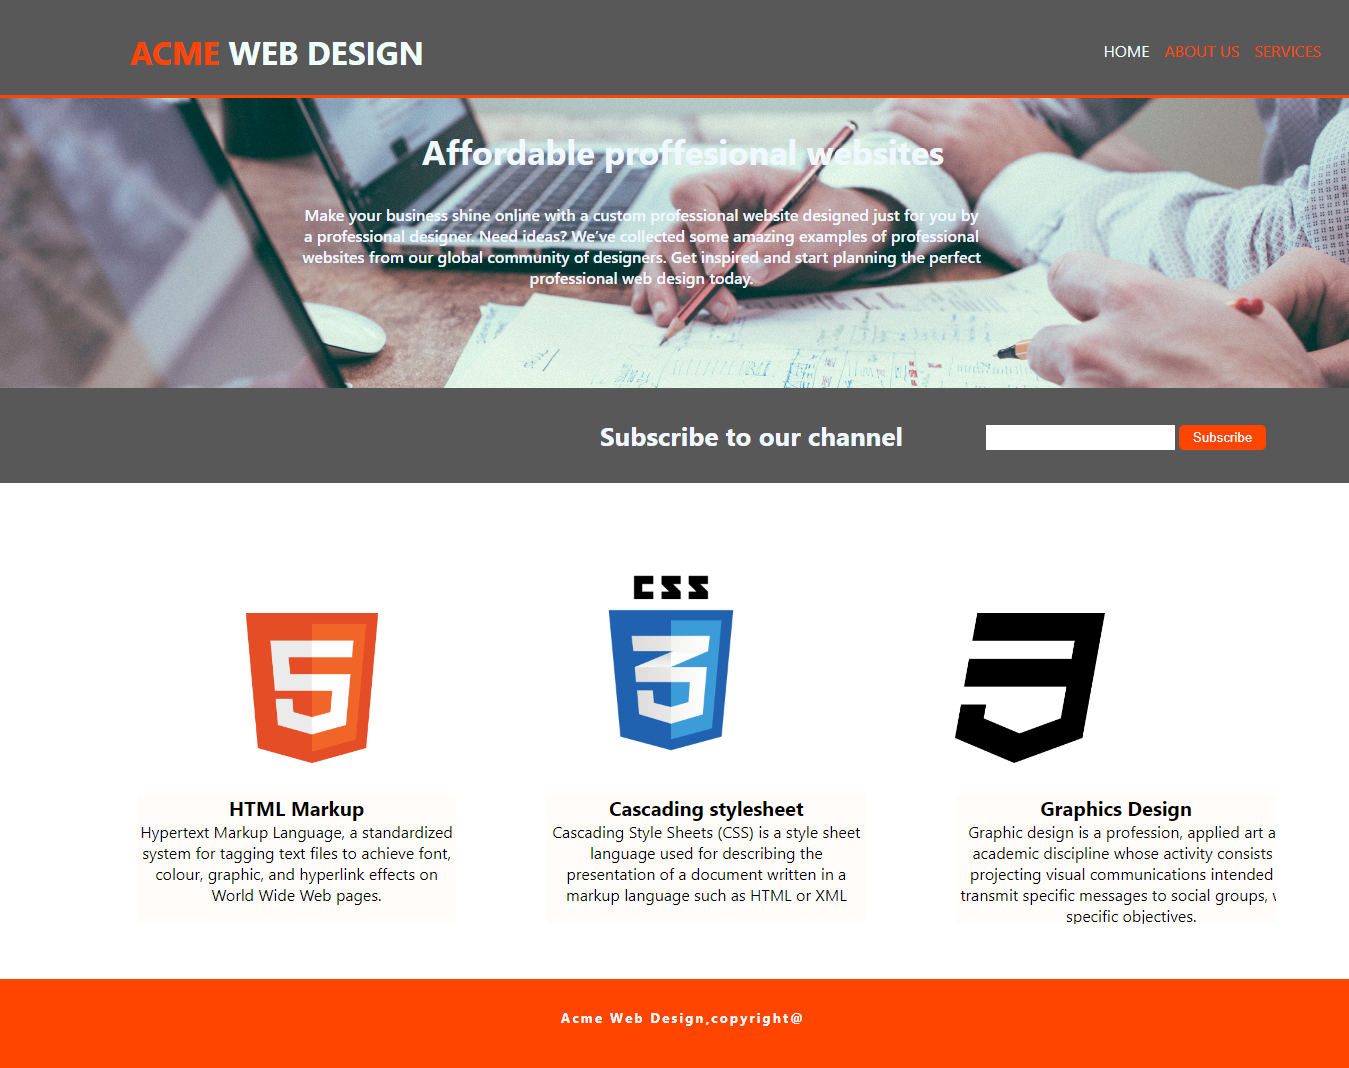 ACME WEB DESIGN
HOME ABOUT US SERVICES
Affordable proffesional websites
Make your business shine online with a custom professional website designed just for you by
a professional designer. Need ideas? We've collected some amazing examples of professional
websites from our global community of designers. Get inspired and start planning the perfect
professional web design today.
Subscribe to our channel
Subscribe
CSS
HTML Markup
Hypertext Markup Language, a standardized
system for tagging text files to achieve font,
colour, graphic, and hyperlink effects on
World Wide Web pages.
Cascading stylesheet
Cascading Style Sheets (CSS) is a style sheet
language used for describing the
presentation of a document written in a
markup language such as HTML or XML
Graphics Design
Graphic design is a profession, applied art a
academic discipline whose activity consists
projecting visual communications intended
transmit specific messages to social groups,
specific objectives.
Acme Web Design,copyright@